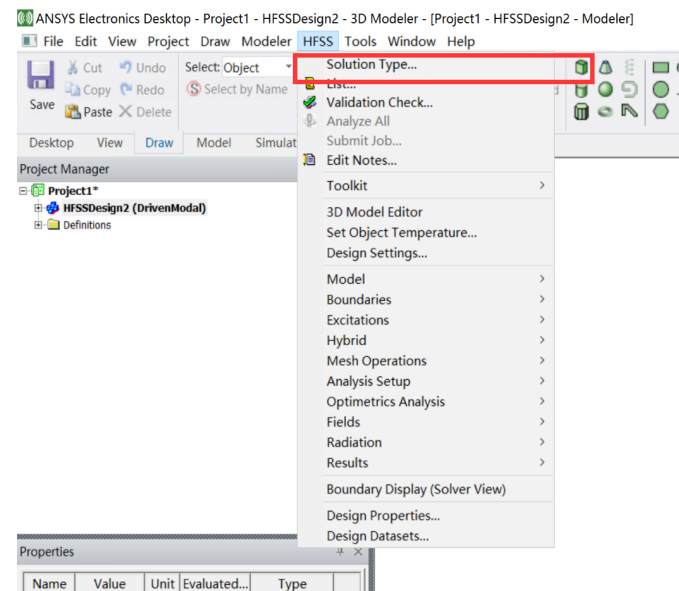 ANSYS Electronics Desktop - Project1 - HFSSDesign2 - 3D Modeler - [Project1 - HFSSDesign2 - Modeler]
File Edit View Project Draw Modeler HFSS Tools Window Help
Save
Cut
Copy
Paste
Undo
Redo
Delete
Select: Object
Select by Name
Desktop View Draw Model Simulat
Project Manager
Project1*
HFSSDesign2 (DrivenModal)
Definitions
Solution Type...
List...
Validation Check...
Analyze All
Submit Job...
Edit Notes...
Toolkit
3D Model Editor
Set Object Temperature...
Design Settings...
Model
Boundaries
Excitations
Hybrid
Mesh Operations
Analysis Setup
Optimetrics Analysis
Fields
Radiation
Results
Boundary Display (Solver View)
Design Properties...
Design Datasets...
Properties
Name Value Unit Evaluated... Type